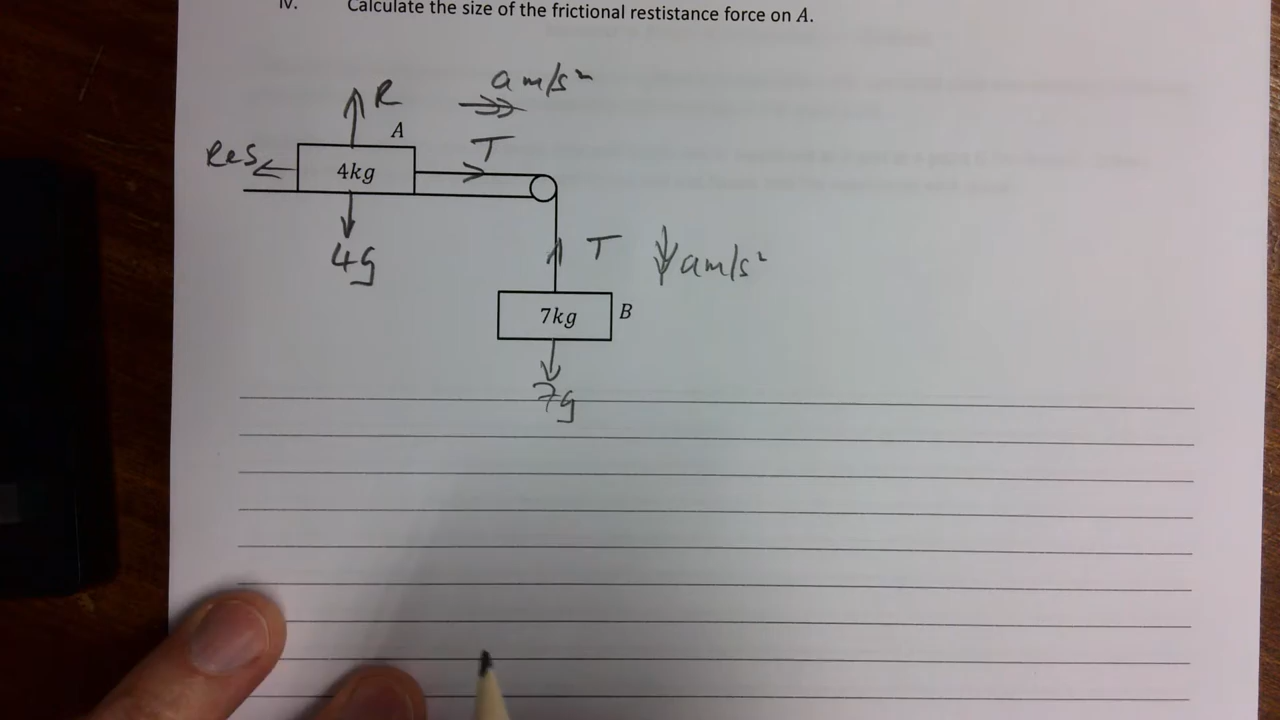 iv. Calculate the size of the frictional restistance force on A.
a m/s²
R
A
T
Res
4kg
4g
T
a m/s²
7kg
B
7g